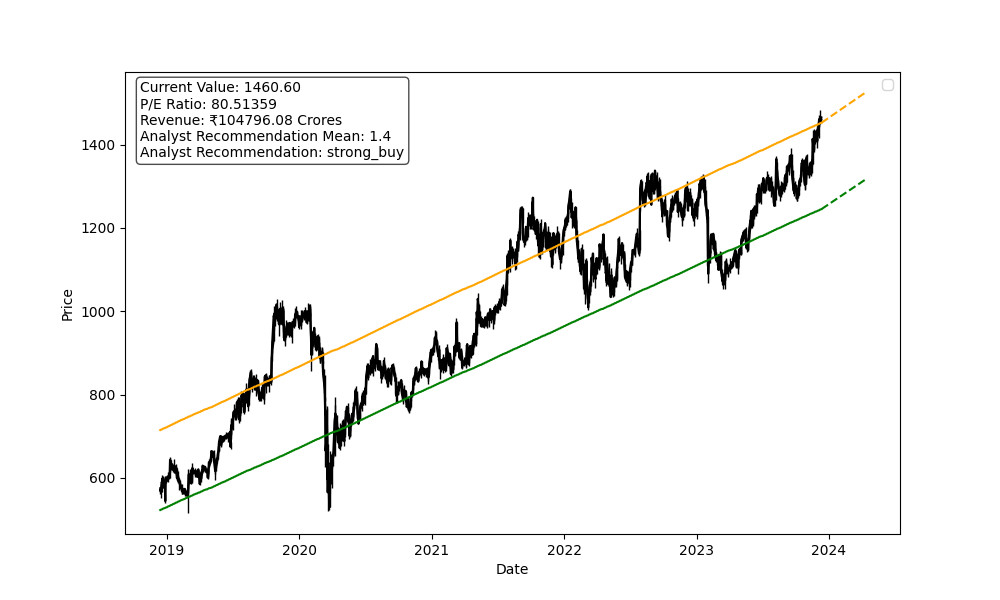 Current Value: 1460.60
P/E Ratio: 80.51359
Revenue: ₹104796.08 Crores
Analyst Recommendation Mean: 1.4
Analyst Recommendation: strong_buy
1400
1200
1000
800
600
Price
2019 2020 2021 2022 2023 2024
Date